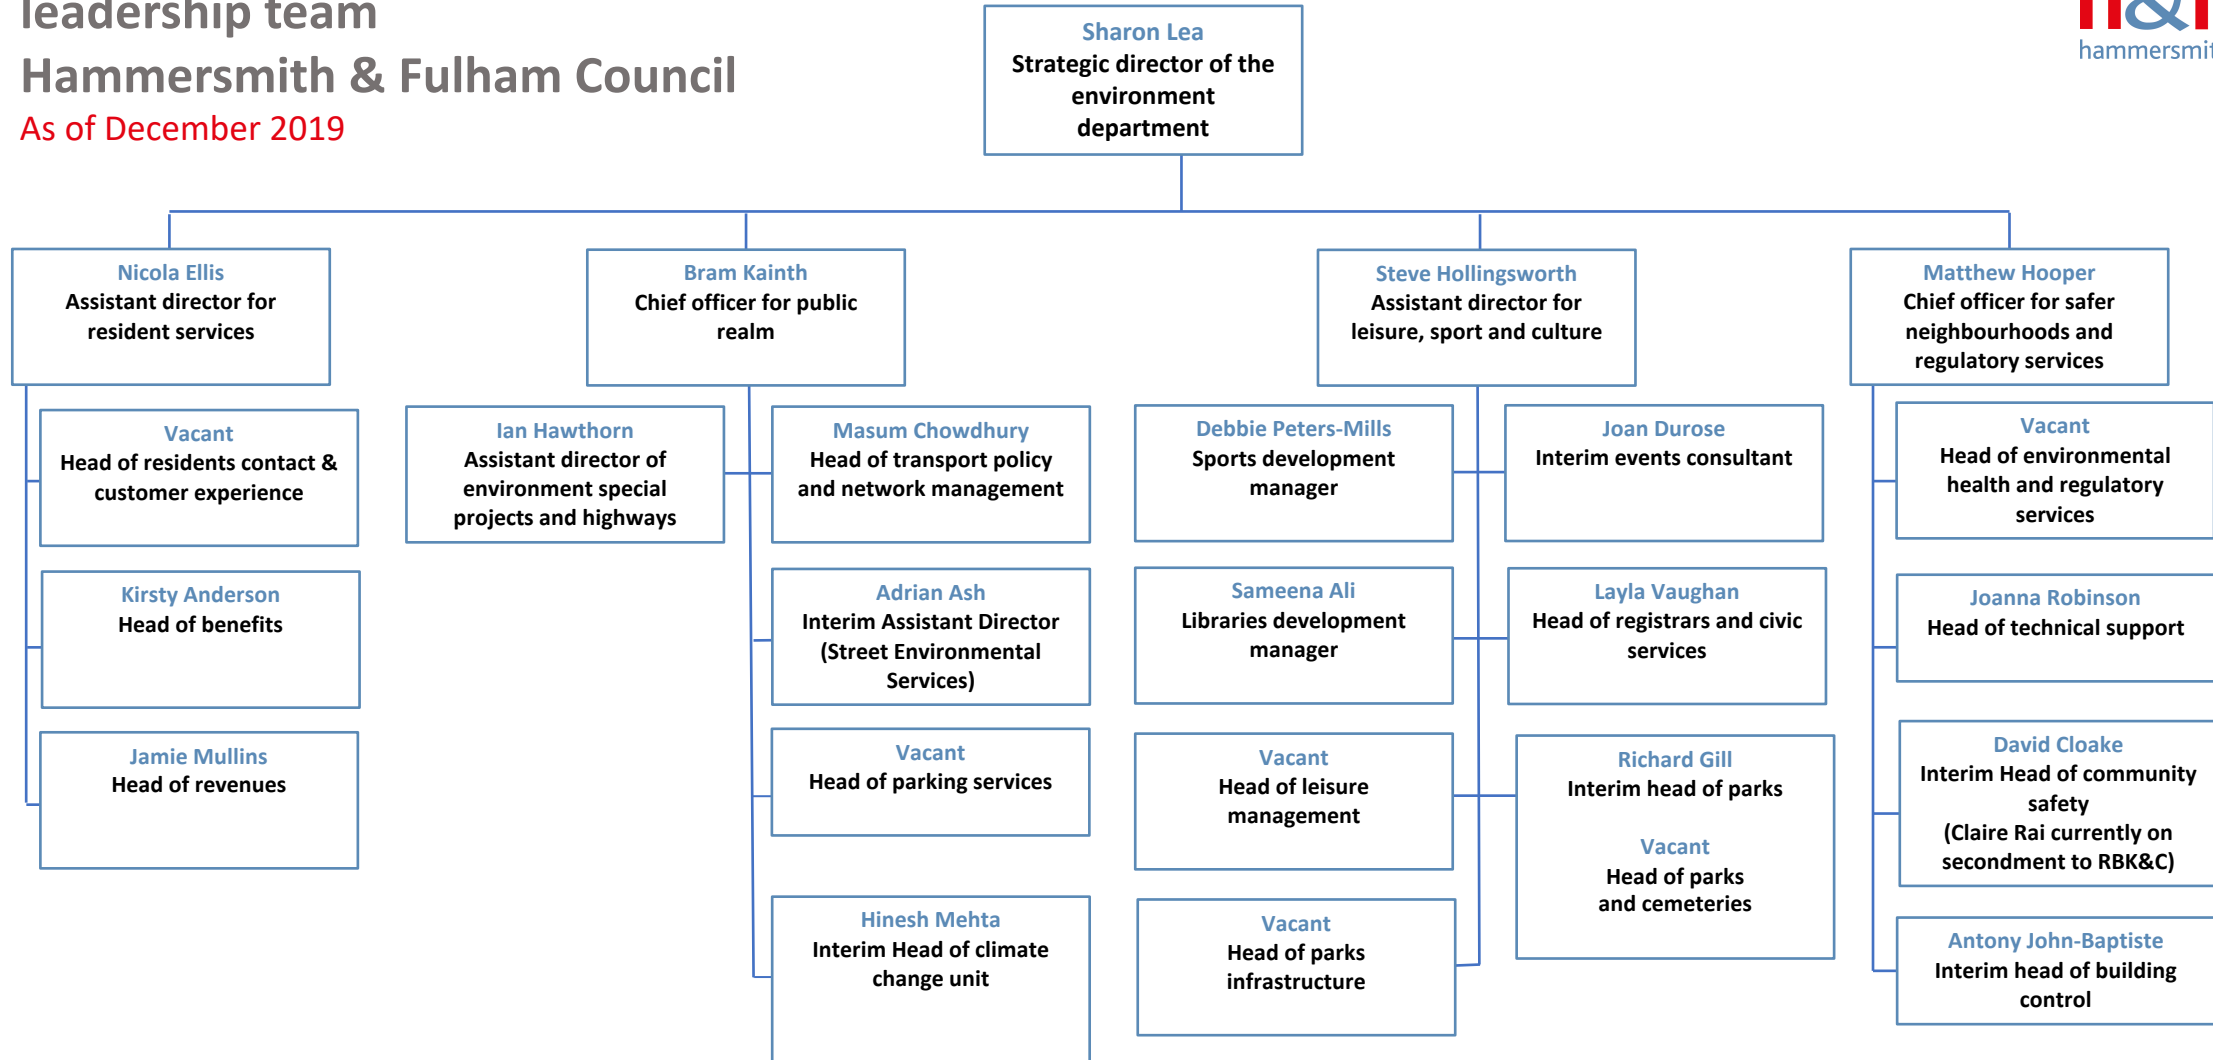 leadership team
Hammersmith & Fulham Council
As of December 2019
Sharon Lea
Strategic director of the
environment
department
Nicola Ellis
Assistant director for
resident services
Bram Kainth
Chief officer for public
realm
Steve Hollingsworth
Assistant director for
leisure, sport and culture
Matthew Hooper
Chief officer for safer
neighbourhoods and
regulatory services
Vacant
Head of residents contact &
customer experience
Kirsty Anderson
Head of benefits
Jamie Mullins
Head of revenues
Ian Hawthorn
Assistant director of
environment special
projects and highways
Masum Chowdhury
Head of transport policy
and network management
Adrian Ash
Interim Assistant Director
(Street Environmental
Services)
Vacant
Head of parking services
Hinesh Mehta
Interim Head of climate
change unit
Debbie Peters-Mills
Sports development
manager
Sameena Ali
Libraries development
manager
Vacant
Head of leisure
management
Vacant
Head of parks
infrastructure
Joan Durose
Interim events consultant
Layla Vaughan
Head of registrars and civic
services
Richard Gill
Interim head of parks
Vacant
Head of parks
and cemeteries
Vacant
Head of environmental
health and regulatory
services
Joanna Robinson
Head of technical support
David Cloake
Interim Head of community
safety
(Claire Rai currently on
secondment to RBK&C)
Antony John-Baptiste
Interim head of building
control